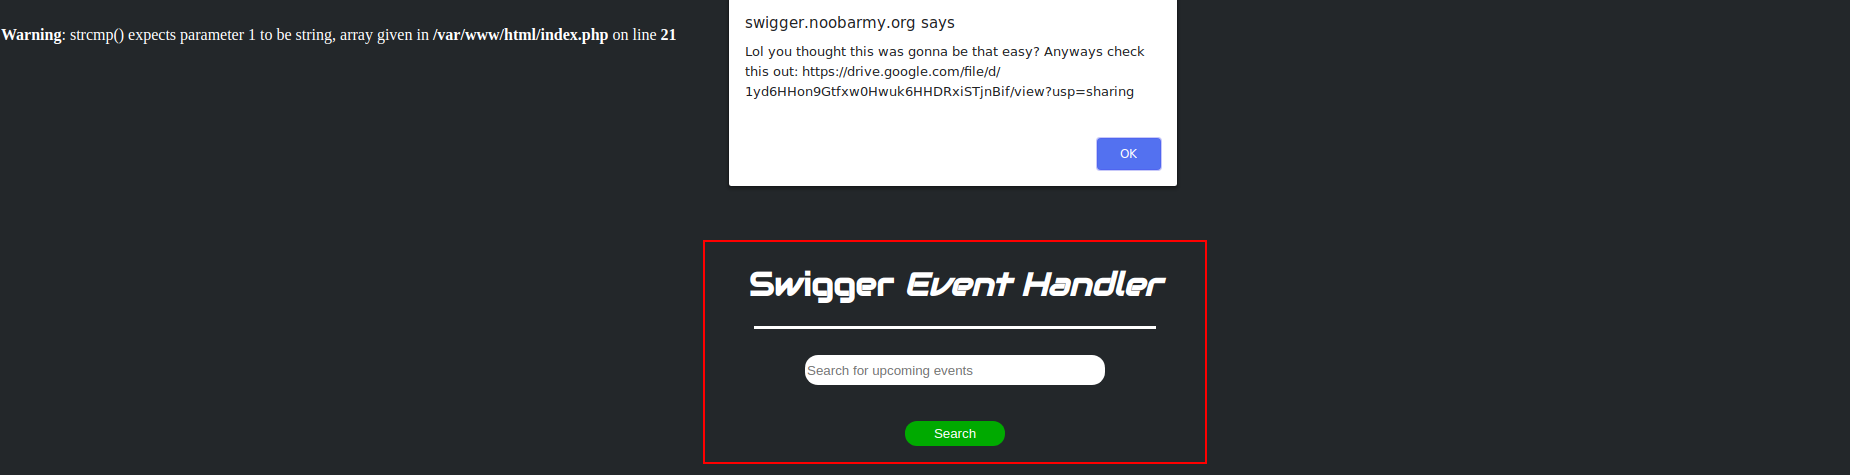 Warning: strcmp() expects parameter 1 to be string, array given in /var/www/html/index.php on line 21
swigger.noobarmy.org says
Lol you thought this was gonna be that easy? Anyways check
this out: https://drive.google.com/file/d/
1yd6HHon9Gtfxw0Hwuk6HHDRxiSTjnBif/view?usp=sharing
OK
Swigger Event Handler
Search for upcoming events
Search